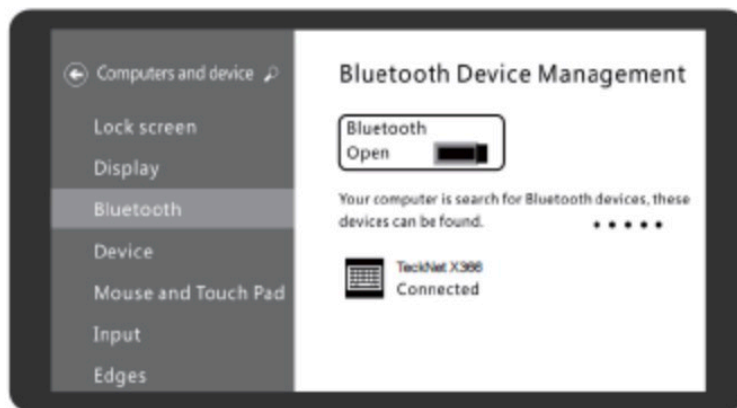 Computers and device
Lock screen
Display
Bluetooth
Device
Mouse and Touch Pad
Input
Edges
Bluetooth Device Management
Bluetooth
Open
Your computer is search for Bluetooth devices, these
devices can be found.
TeckNet X366
Connected